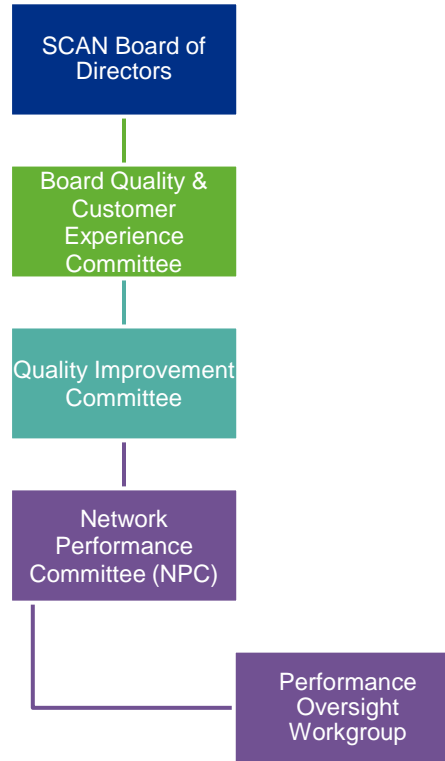 SCAN Board of
Directors
Board Quality &
Customer
Experience
Committee
Quality Improvement
Committee
Network
Performance
Committee (NPC)
Performance
Oversight
Workgroup